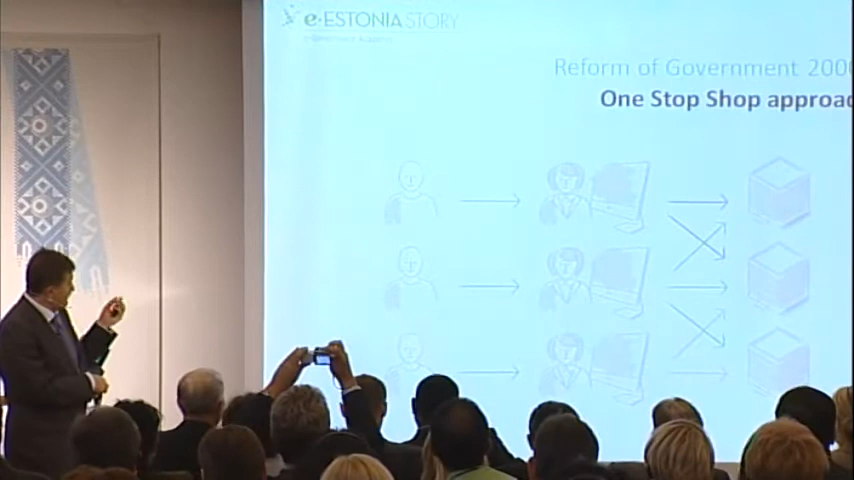 e-ESTONIA STORY
Reform of Government 200
One Stop Shop approac